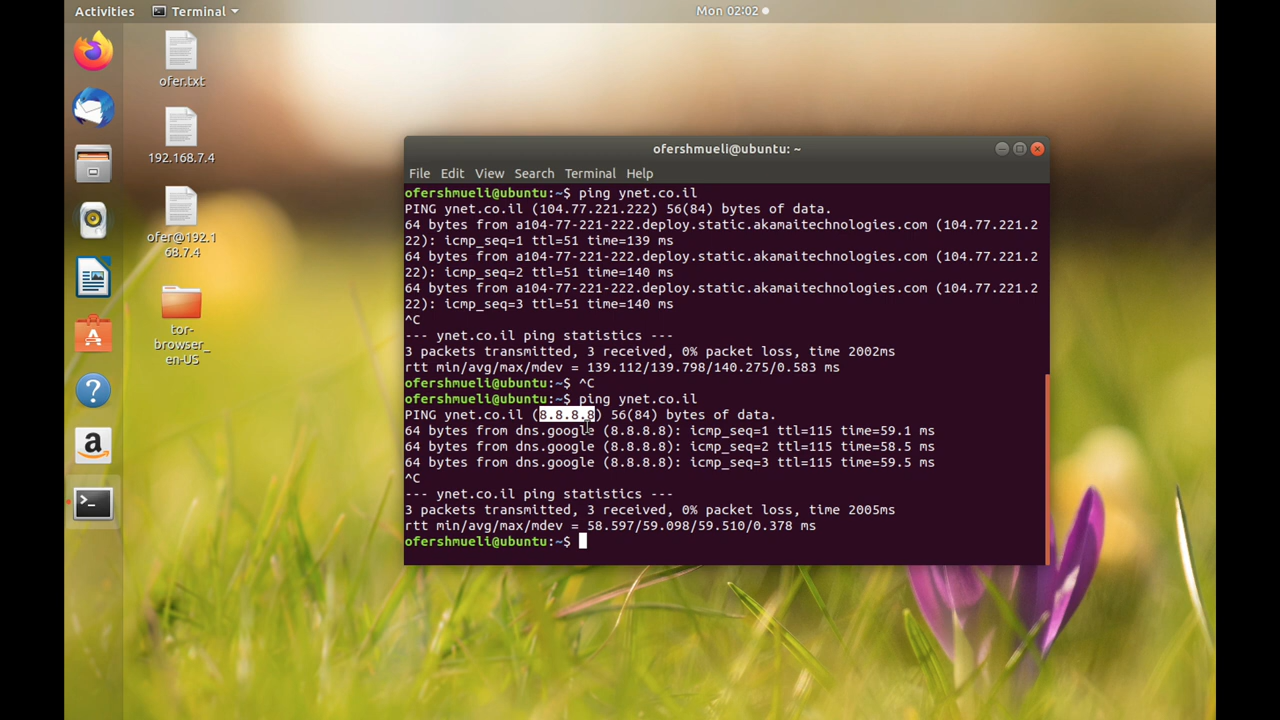 Activities
Terminal
Mon 02:02
ofer.txt
192.168.7.4
ofer@192.1
68.7.4
tor-
browser_
en-US
ofershmueli@ubuntu: ~
File Edit View Search Terminal Help
ofershmueli@ubuntu:~$ ping ynet.co.il
PING ynet.co.il (104.77.221.222) 56(84) bytes of data.
64 bytes from a104-77-221-222.deploy.static.akamaitechnologies.com (104.77.221.2
22): icmp_seq=1 ttl=51 time=139 ms
64 bytes from a104-77-221-222.deploy.static.akamaitechnologies.com (104.77.221.2
22): icmp_seq=2 ttl=51 time=140 ms
64 bytes from a104-77-221-222.deploy.static.akamaitechnologies.com (104.77.221.2
22): icmp_seq=3 ttl=51 time=140 ms
^C
--- ynet.co.il ping statistics ---
3 packets transmitted, 3 received, 0% packet loss, time 2002ms
rtt min/avg/max/mdev = 139.112/139.798/140.275/0.583 ms
ofershmueli@ubuntu:~$ ^C
ofershmueli@ubuntu:~$ ping ynet.co.il
PING ynet.co.il (8.8.8.8) 56(84) bytes of data.
64 bytes from dns.google (8.8.8.8): icmp_seq=1 ttl=115 time=59.1 ms
64 bytes from dns.google (8.8.8.8): icmp_seq=2 ttl=115 time=58.5 ms
64 bytes from dns.google (8.8.8.8): icmp_seq=3 ttl=115 time=59.5 ms
^C
--- ynet.co.il ping statistics ---
3 packets transmitted, 3 received, 0% packet loss, time 2005ms
rtt min/avg/max/mdev = 58.597/59.098/59.510/0.378 ms
ofershmueli@ubuntu:~$